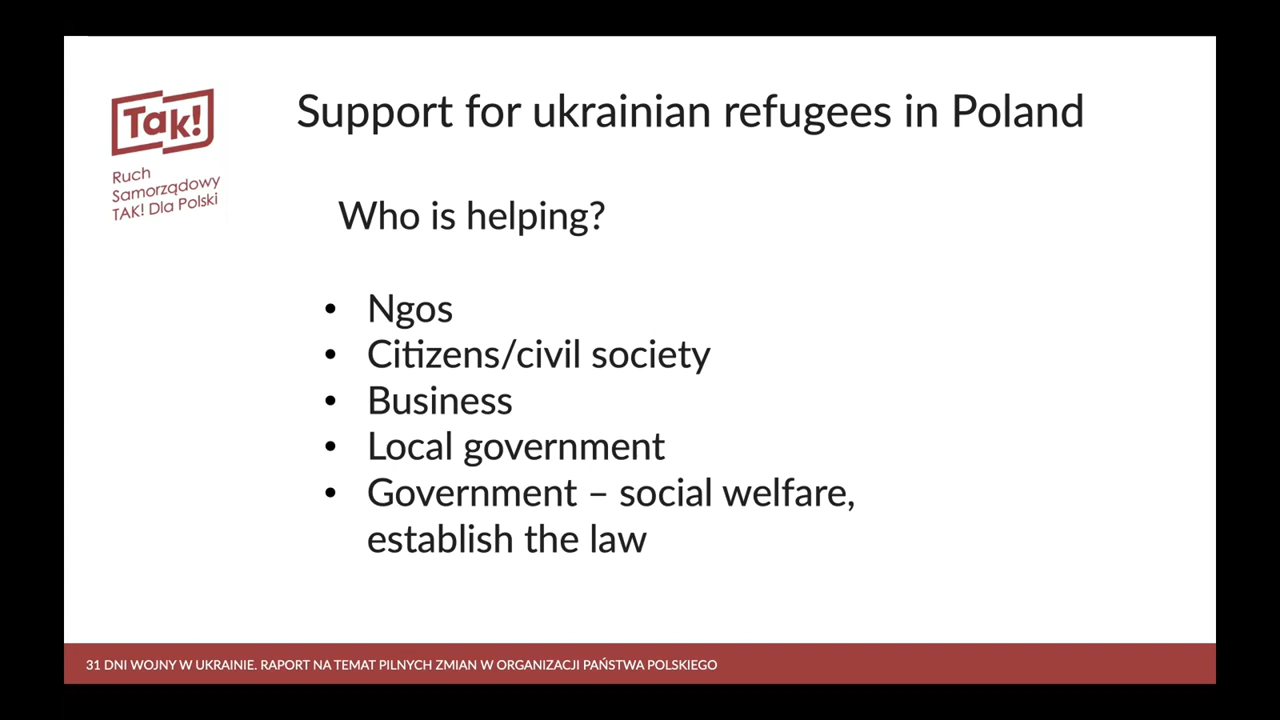 Tak!
Ruch
Samorządowy
TAK! Dla Polski
Support for ukrainian refugees in Poland
Who is helping?
• Ngos
• Citizens/civil society
• Business
• Local government
• Government – social welfare,
establish the law
31 DNI WOJNY W UKRAINIE. RAPORT NA TEMAT PILNYCH ZMIAN W ORGANIZACJI PAŃSTWA POLSKIEGO